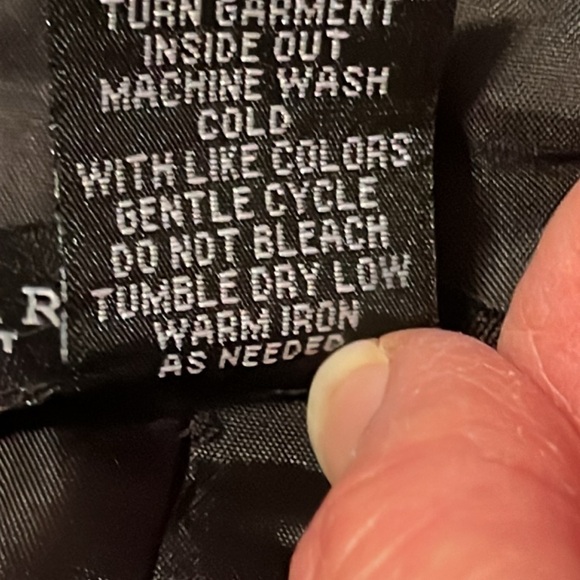 TURN GARMENT
INSIDE OUT
MACHINE WASH
COLD
WITH LIKE COLORS
GENTLE CYCLE
DO NOT BLEACH
TUMBLE DRY LOW
WARM IRON
AS NEEDED
R
T